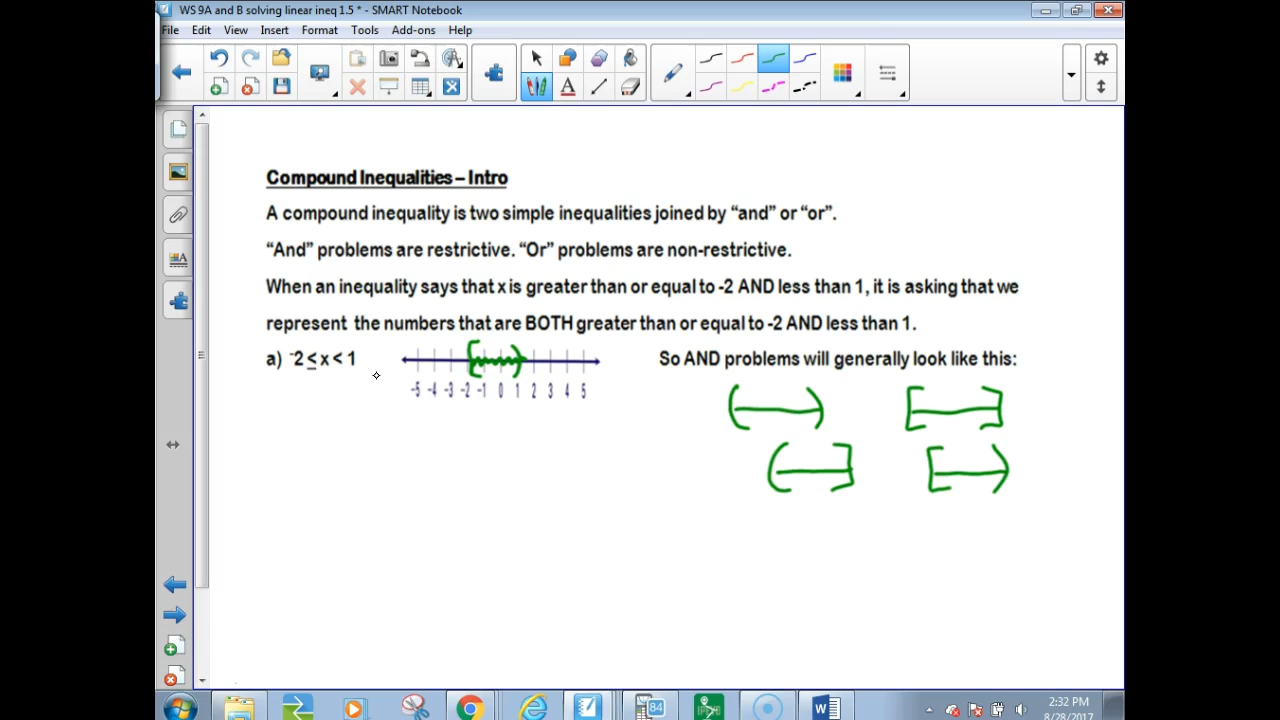 WS 9A and B solving linear ineq 1.5 * - SMART Notebook
File Edit View Insert Format Tools Add-ons Help
Compound Inequalities – Intro
A compound inequality is two simple inequalities joined by “and” or “or”.
“And” problems are restrictive. “Or” problems are non-restrictive.
When an inequality says that x is greater than or equal to -2 AND less than 1, it is asking that we
represent the numbers that are BOTH greater than or equal to -2 AND less than 1.
a) -2 ≤ x < 1 So AND problems will generally look like this:
-5 -4 -3 -2 -1 0 1 2 3 4 5
84
2:32 PM
8/28/2017